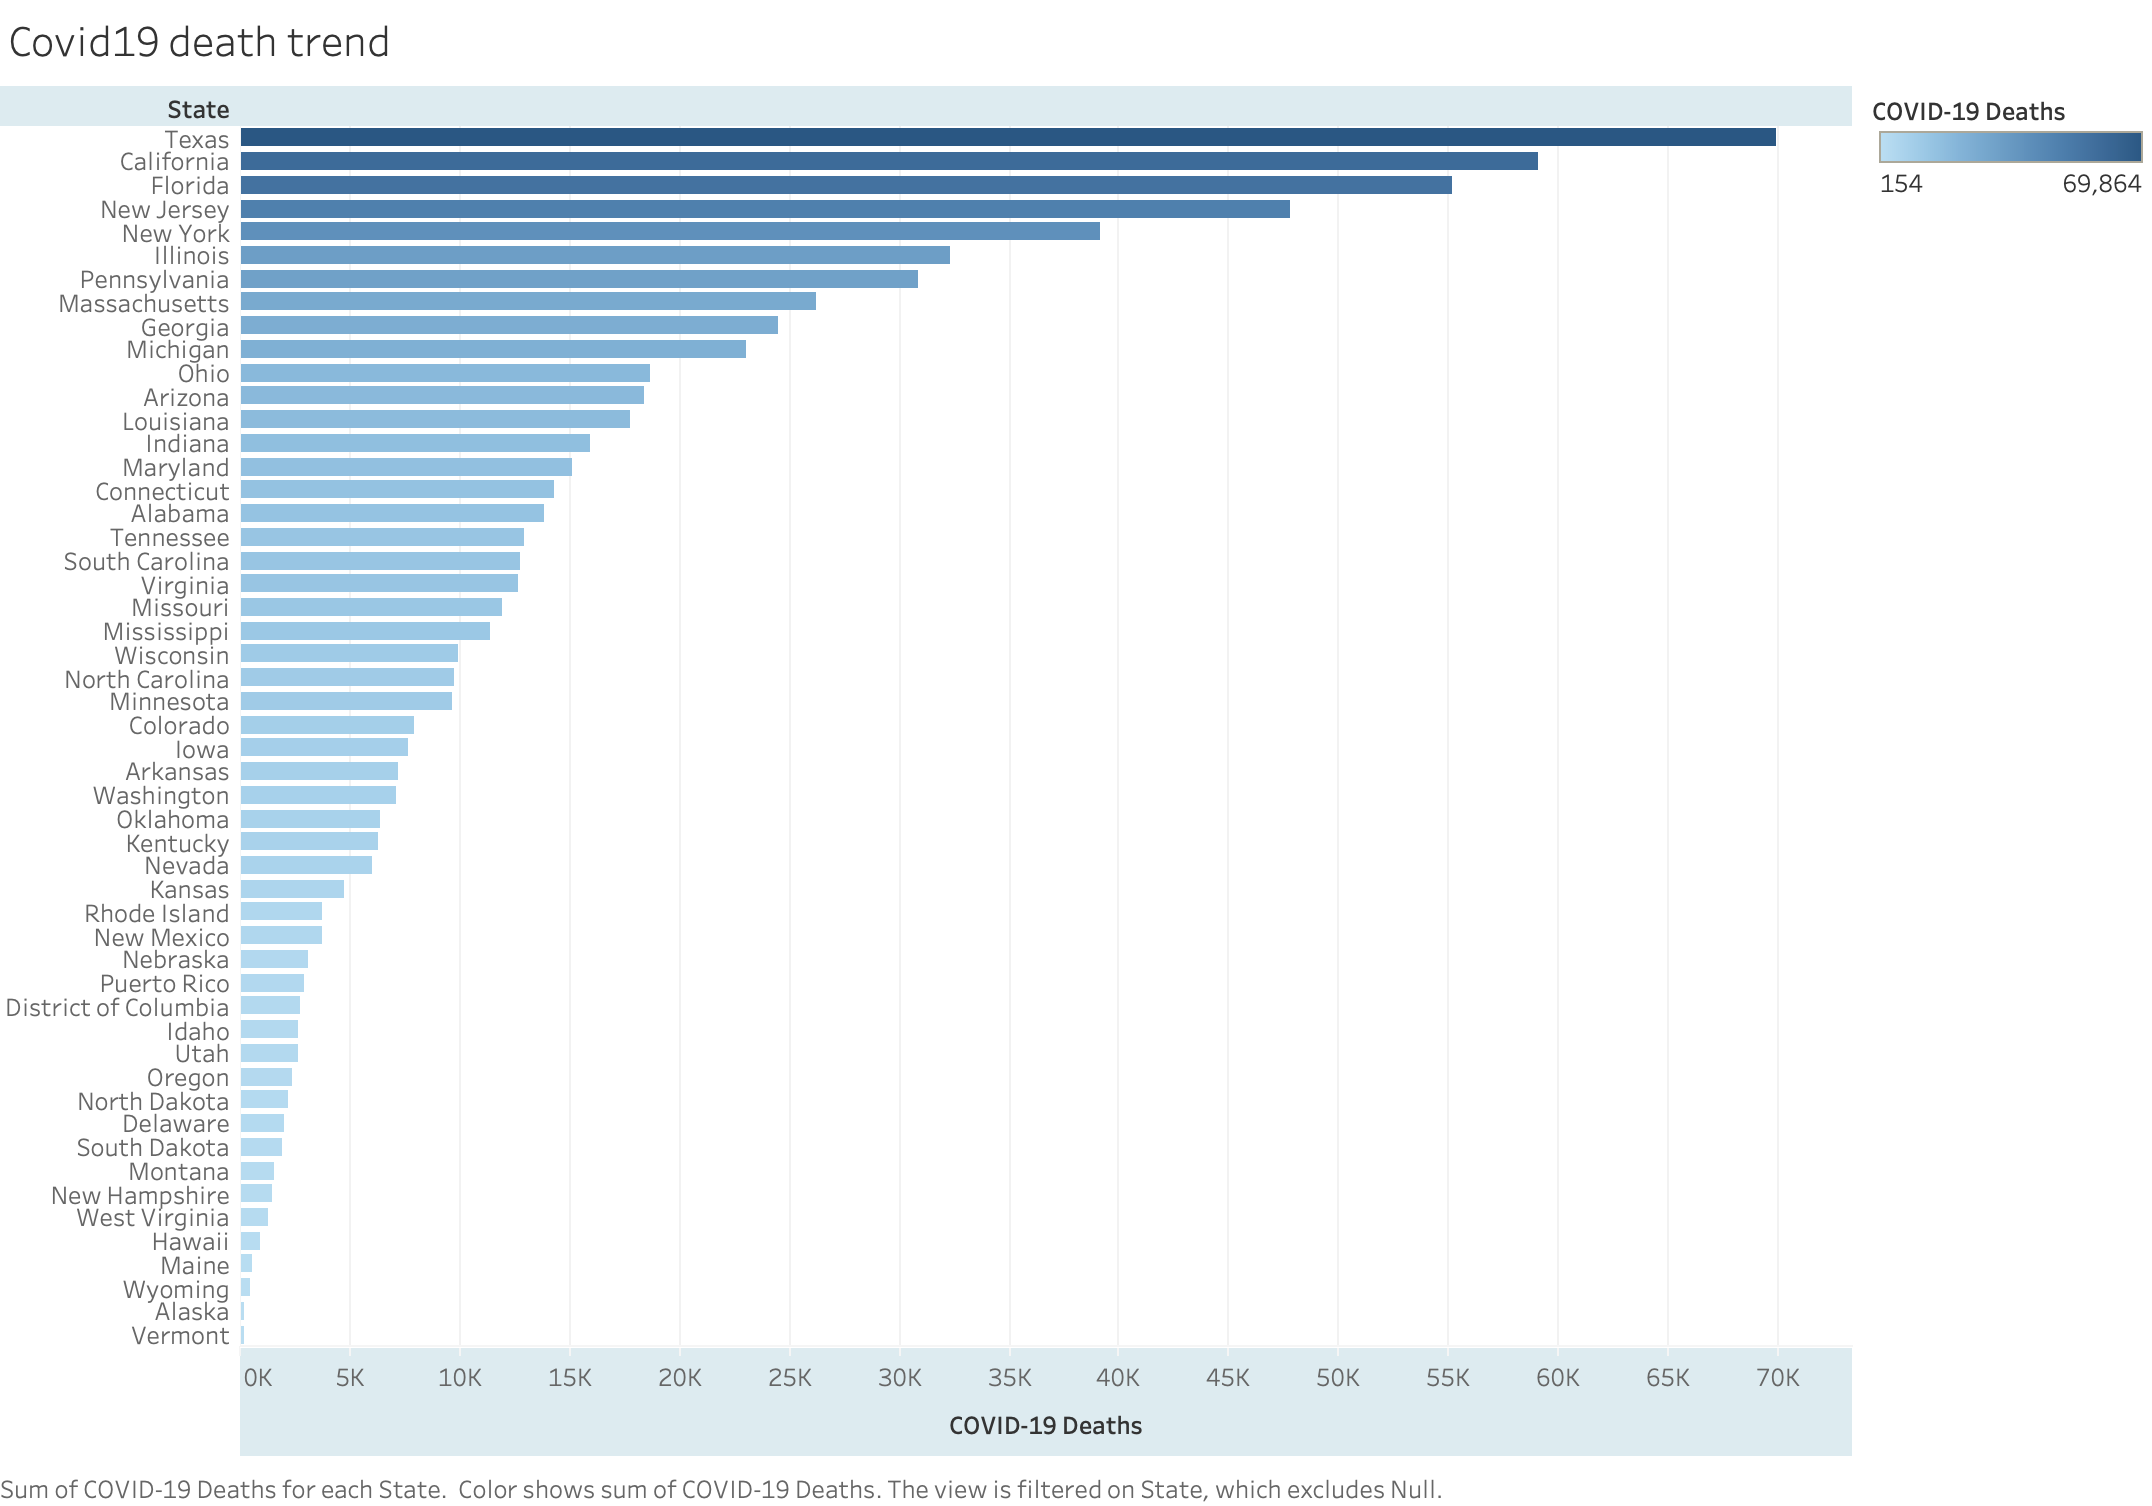 Covid19 death trend
State
COVID-19 Deaths
154 69,864
Texas
California
Florida
New Jersey
New York
Illinois
Pennsylvania
Massachusetts
Georgia
Michigan
Ohio
Arizona
Louisiana
Indiana
Maryland
Connecticut
Alabama
Tennessee
South Carolina
Virginia
Missouri
Mississippi
Wisconsin
North Carolina
Minnesota
Colorado
Iowa
Arkansas
Washington
Oklahoma
Kentucky
Nevada
Kansas
Rhode Island
New Mexico
Nebraska
Puerto Rico
District of Columbia
Idaho
Utah
Oregon
North Dakota
Delaware
South Dakota
Montana
New Hampshire
West Virginia
Hawaii
Maine
Wyoming
Alaska
Vermont
0K 5K 10K 15K 20K 25K 30K 35K 40K 45K 50K 55K 60K 65K 70K
COVID-19 Deaths
Sum of COVID-19 Deaths for each State.  Color shows sum of COVID-19 Deaths. The view is filtered on State, which excludes Null.